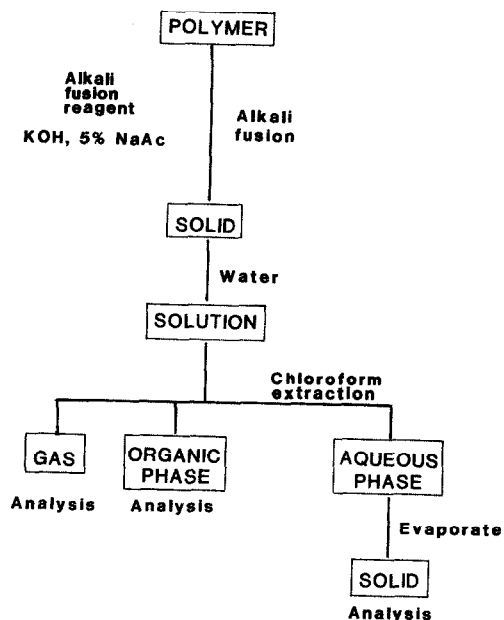 POLYMER
Alkali
fusion
reagent
KOH, 5% NaAc
Alkali
fusion
SOLID
Water
SOLUTION
Chloroform
extraction
GAS
Analysis
ORGANIC
PHASE
Analysis
AQUEOUS
PHASE
Evaporate
SOLID
Analysis